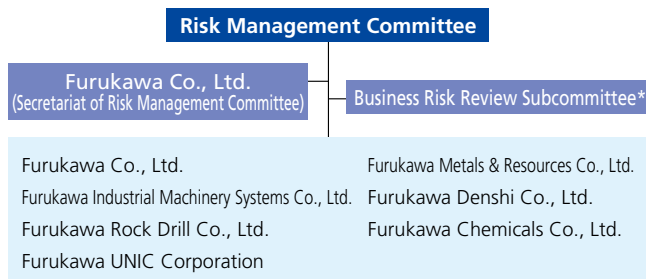 Risk Management Committee
Furukawa Co., Ltd.
(Secretariat of Risk Management Committee)
Business Risk Review Subcommittee*
Furukawa Co., Ltd.
Furukawa Industrial Machinery Systems Co., Ltd.
Furukawa Rock Drill Co., Ltd.
Furukawa UNIC Corporation
Furukawa Metals & Resources Co., Ltd.
Furukawa Denshi Co., Ltd.
Furukawa Chemicals Co., Ltd.